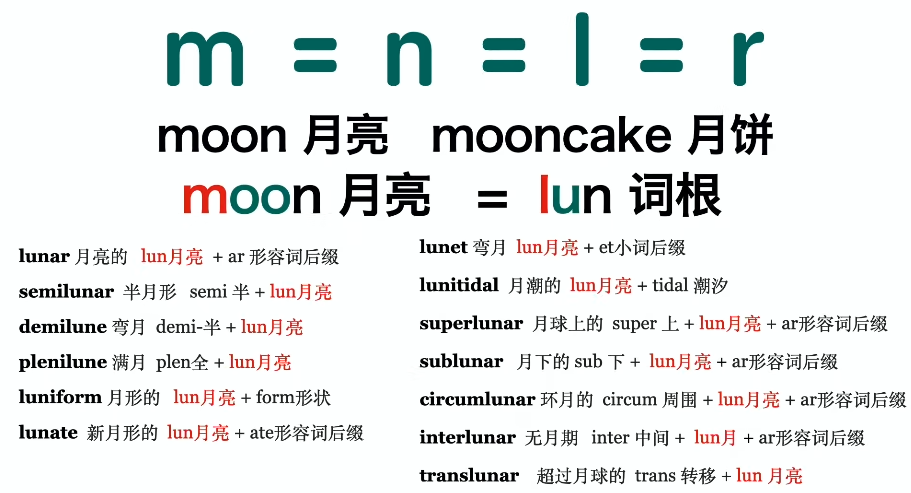 m = n = l = r
moon 月亮 mooncake 月饼
moon 月亮 = lun 词根
lunar 月亮的 lun月亮 + ar 形容词后缀
semilunar 半月形 semi 半 + lun月亮
demilune 弯月 demi-半 + lun月亮
plenilune 满月 plen全 + lun月亮
luniform 月形的 lun月亮 + form形状
lunate 新月形的 lun月亮 + ate形容词后缀
lunet 弯月 lun月亮 + et小词后缀
lunitidal 月潮的 lun月亮 + tidal 潮汐
superlunar 月球上的 super 上 + lun月亮 + ar形容词后缀
sublunar 月下的 sub 下 + lun月亮 + ar形容词后缀
circumlunar 环月的 circum 周围 + lun月亮 + ar形容词后缀
interlunar 无月期 inter 中间 + lun月 + ar形容词后缀
translunar 超过月球的 trans 转移 + lun 月亮